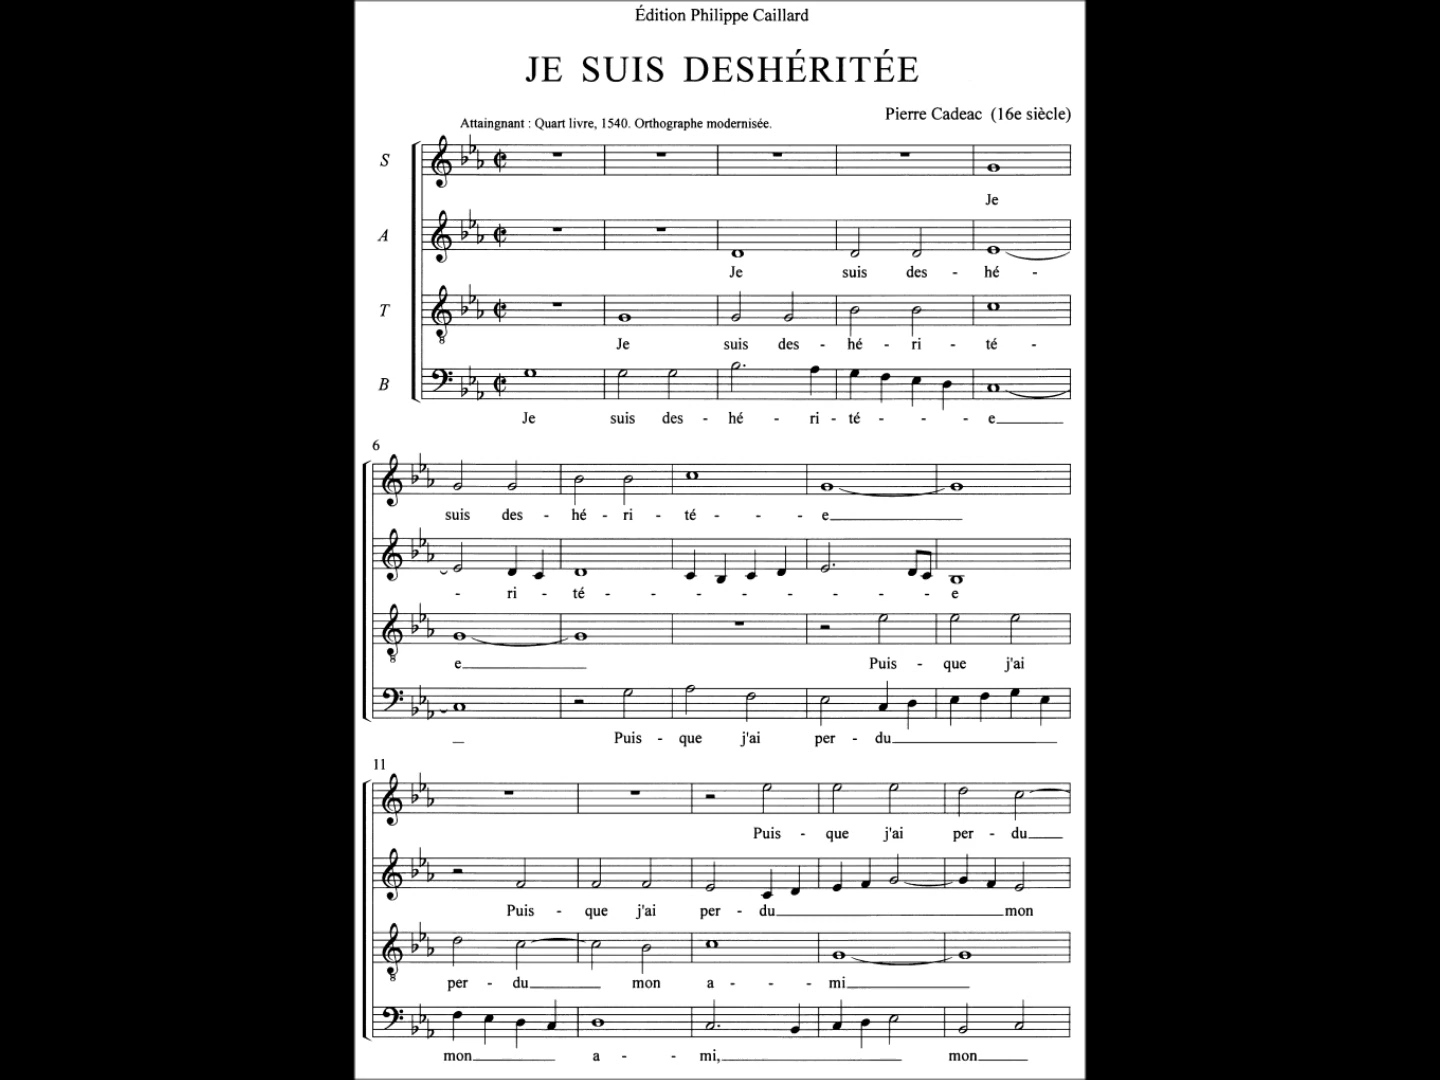 Édition Philippe Caillard
JE SUIS DESHÉRITÉE
Pierre Cadeac (16e siècle)
Attaingnant : Quart livre, 1540. Orthographe modernisée.
S
Je
A
Je suis des - hé -
T
8
Je suis des - hé - ri - té -
B
Je suis des - hé - ri - té - - - e
6
suis des - hé - ri - té - - - e
- ri - té - - - - - - - e
8
e Puis - que j'ai
Puis - que j'ai per - du
11
Puis - que j'ai per - du
Puis - que j'ai per - du mon
8
per - du mon a - - - mi
mon a - - mi, mon